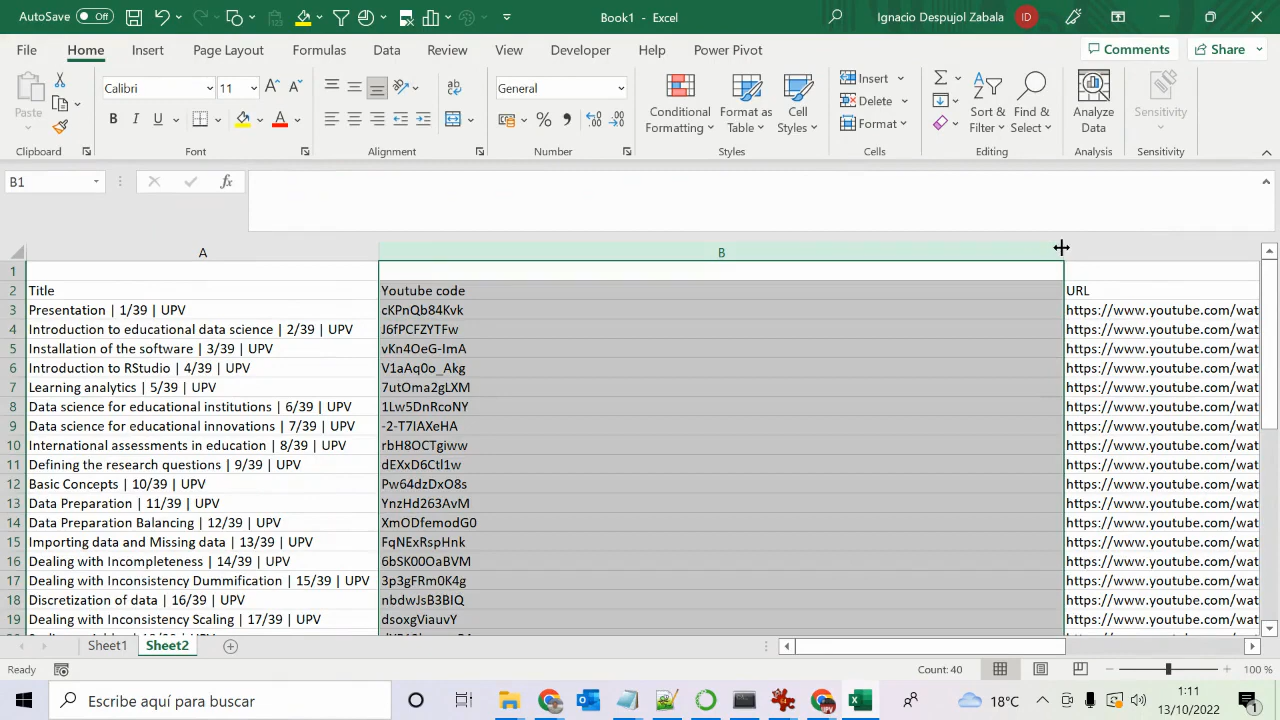 AutoSave Off Book1 - Excel Ignacio Despujol Zabala ID
File Home Insert Page Layout Formulas Data Review View Developer Help Power Pivot Comments Share
Calibri 11 General Insert
Paste Conditional Formatting Format as Table Cell Styles Delete Sort & Filter Find & Select Analyze Data Sensitivity
B I U A % Format
Clipboard Font Alignment Number Styles Cells Editing Analysis Sensitivity
B1 fx
A B
1
2 Title Youtube code URL
3 Presentation | 1/39 | UPV cKPnQb84Kvk https://www.youtube.com/wat
4 Introduction to educational data science | 2/39 | UPV J6fPCFZYTFw https://www.youtube.com/wat
5 Installation of the software | 3/39 | UPV vKn4OeG-ImA https://www.youtube.com/wat
6 Introduction to RStudio | 4/39 | UPV V1aAq0o_Akg https://www.youtube.com/wat
7 Learning analytics | 5/39 | UPV 7utOma2gLXM https://www.youtube.com/wat
8 Data science for educational institutions | 6/39 | UPV 1Lw5DnRcoNY https://www.youtube.com/wat
9 Data science for educational innovations | 7/39 | UPV -2-T7IAXeHA https://www.youtube.com/wat
10 International assessments in education | 8/39 | UPV rbH8OCTgiww https://www.youtube.com/wat
11 Defining the research questions | 9/39 | UPV dEXxD6Ctl1w https://www.youtube.com/wat
12 Basic Concepts | 10/39 | UPV Pw64dzDxO8s https://www.youtube.com/wat
13 Data Preparation | 11/39 | UPV YnzHd263AvM https://www.youtube.com/wat
14 Data Preparation Balancing | 12/39 | UPV XmODfemodG0 https://www.youtube.com/wat
15 Importing data and Missing data | 13/39 | UPV FqNExRspHnk https://www.youtube.com/wat
16 Dealing with Incompleteness | 14/39 | UPV 6bSK00OaBVM https://www.youtube.com/wat
17 Dealing with Inconsistency Dummification | 15/39 | UPV 3p3gFRm0K4g https://www.youtube.com/wat
18 Discretization of data | 16/39 | UPV nbdwJsB3BIQ https://www.youtube.com/wat
19 Dealing with Inconsistency Scaling | 17/39 | UPV dsoxgViauvY https://www.youtube.com/wat
Sheet1 Sheet2
Ready Count: 40 100 %
Escribe aquí para buscar 18°C 1:11
13/10/2022 1